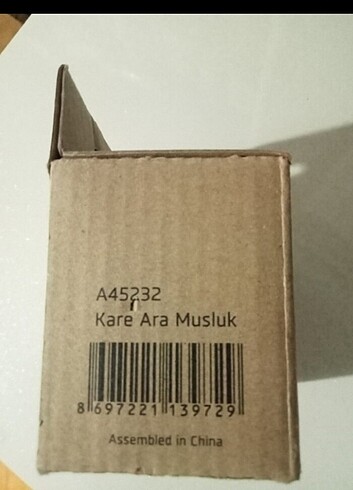 A45232
Kare Ara Musluk
8 697221 139729
Assembled in China